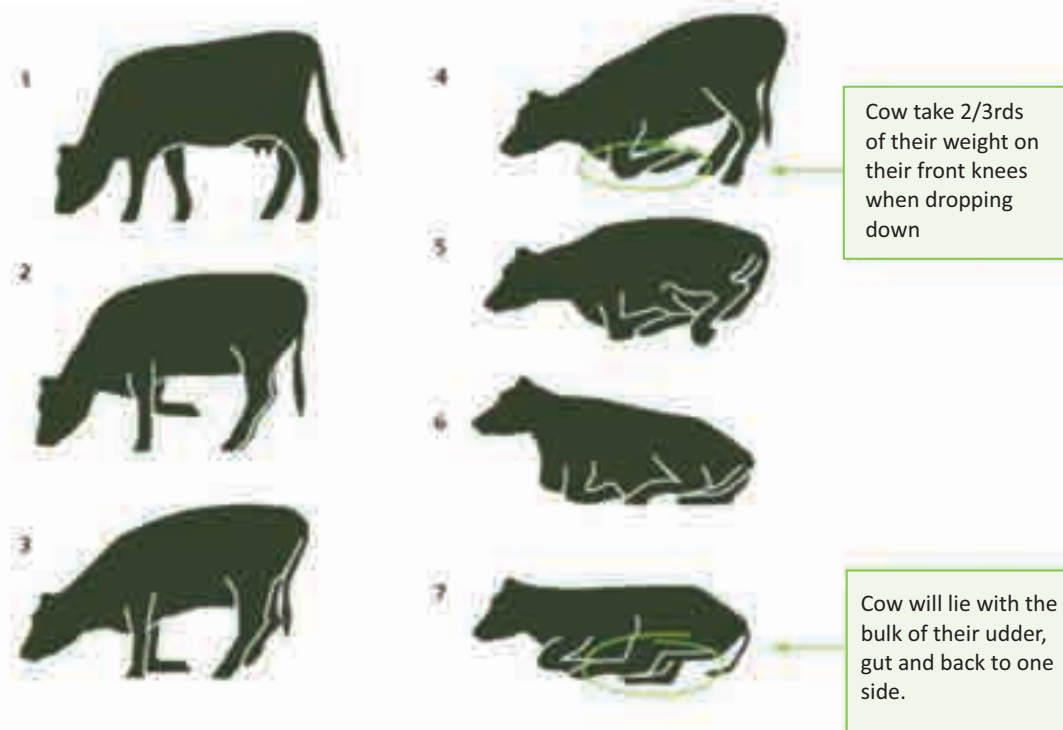 1
2
3
4
Cow take 2/3rds
of their weight on
their front knees
when dropping
down
5
6
7
Cow will lie with the
bulk of their udder,
gut and back to one
side.